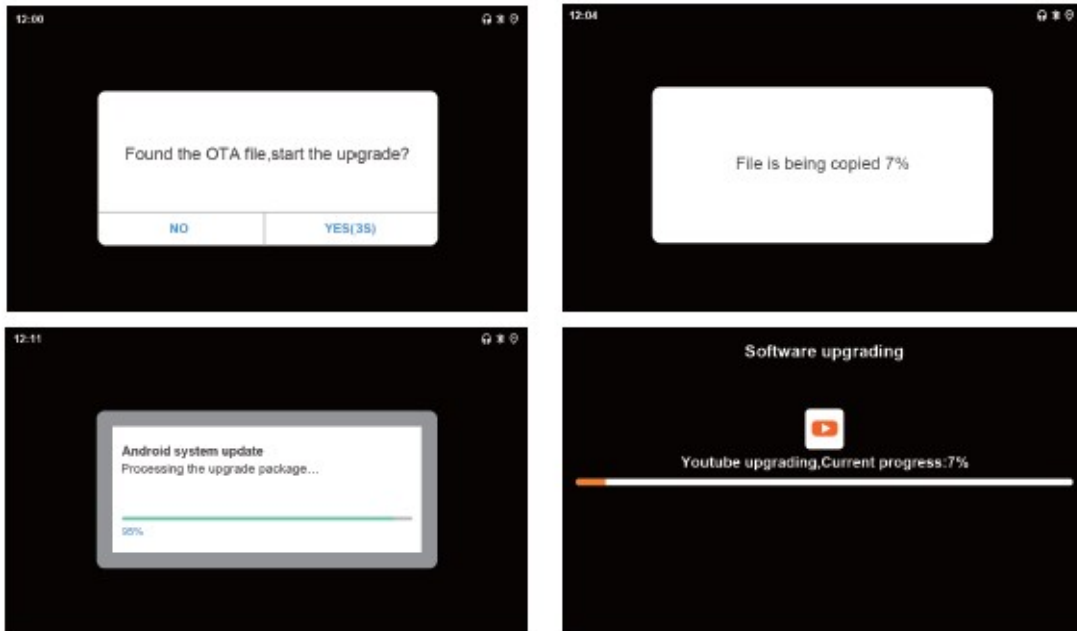 12:00
Found the OTA file,start the upgrade?
NO
YES(3S)
12:04
File is being copied 7%
12:11
Android system update
Processing the upgrade package...
95%
Software upgrading
Youtube upgrading,Current progress:7%